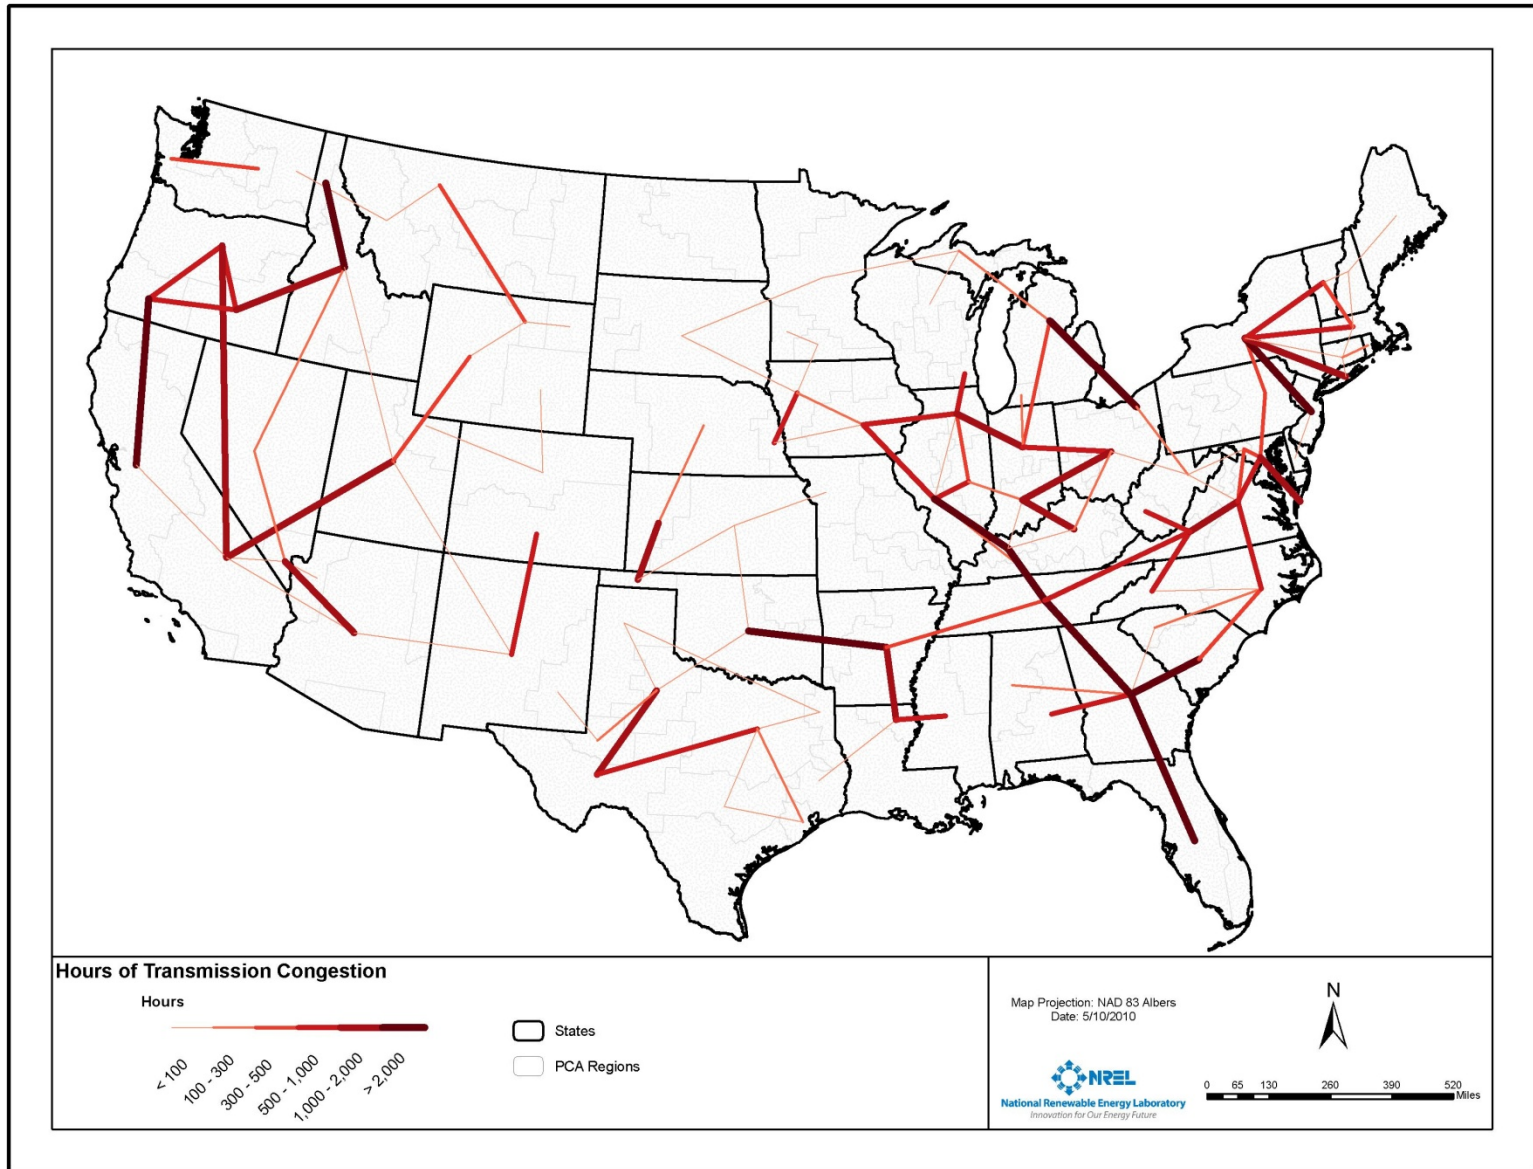 Hours of Transmission Congestion
Hours
< 100
100 - 300
300 - 500
500 - 1,000
1,000 - 2,000
> 2,000
States
PCA Regions
Map Projection: NAD 83 Albers
Date: 5/10/2010
N
NREL
National Renewable Energy Laboratory
Innovation for Our Energy Future
0 65 130 260 390 520
Miles